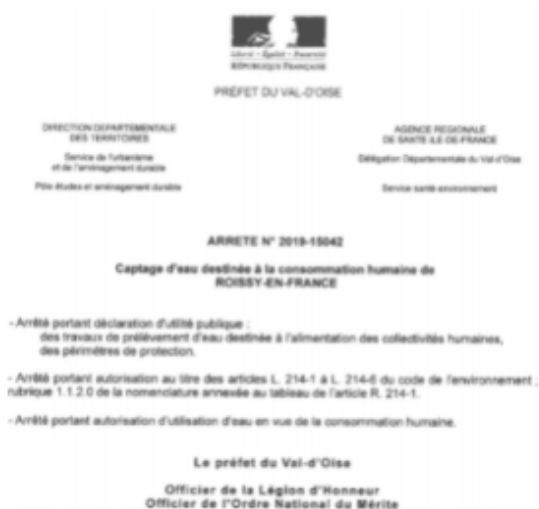 Liberté • Égalité • Fraternité
RÉPUBLIQUE FRANÇAISE
PRÉFET DU VAL-D'OISE
DIRECTION DEPARTEMENTALE
DES TERRITOIRES
Service de l'urbanisme
et de l'aménagement durable
Pôle études et aménagement durable
AGENCE REGIONALE
DE SANTE ILE-DE-FRANCE
Délégation Départementale du Val d'Oise
Service santé environnement
ARRETE N° 2019-15042
Captage d'eau destinée à la consommation humaine de
ROISSY-EN-FRANCE
- Arrêté portant déclaration d'utilité publique :
des travaux de prélèvement d'eau destinée à l'alimentation des collectivités humaines,
des périmètres de protection.
- Arrêté portant autorisation au titre des articles L. 214-1 à L. 214-6 du code de l'environnement ;
rubrique 1.1.2.0 de la nomenclature annexée au tableau de l'article R. 214-1.
- Arrêté portant autorisation d'utilisation d'eau en vue de la consommation humaine.
Le préfet du Val-d'Oise
Officier de la Légion d'Honneur
Officier de l'Ordre National du Mérite